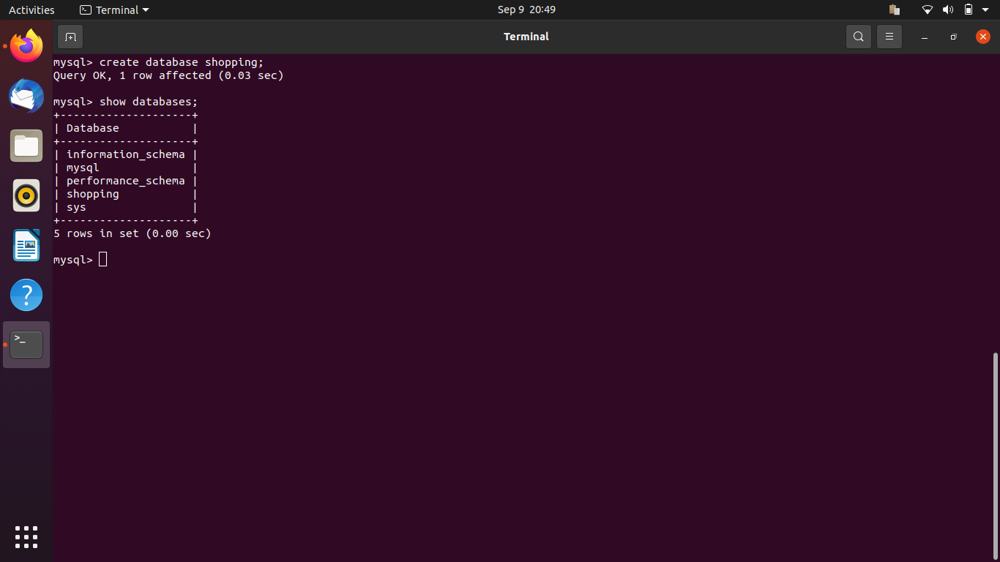 Activities
Terminal
Sep 9 20:49
Terminal
mysql> create database shopping;
Query OK, 1 row affected (0.03 sec)
mysql> show databases;
+--------------------+
| Database           |
+--------------------+
| information_schema |
| mysql              |
| performance_schema |
| shopping           |
| sys                |
+--------------------+
5 rows in set (0.00 sec)
mysql>